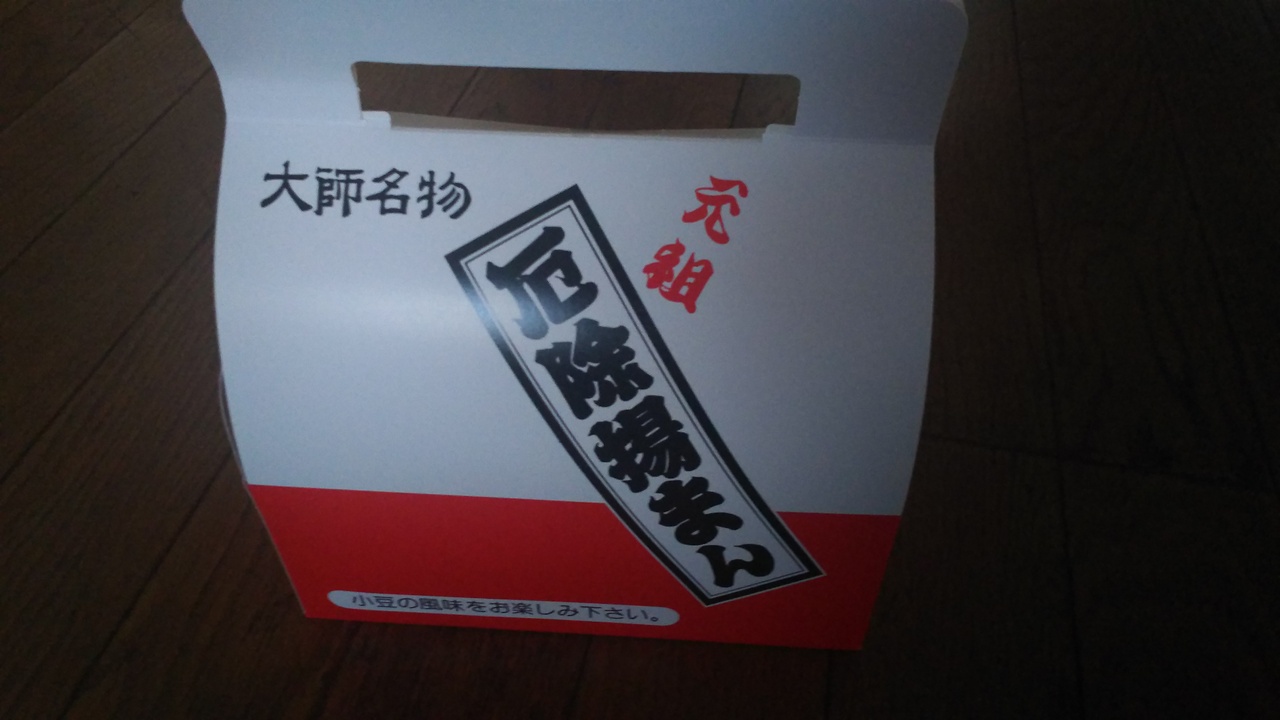 大師名物
元祖
厄除揚まん
小豆の風味をお楽しみ下さい。